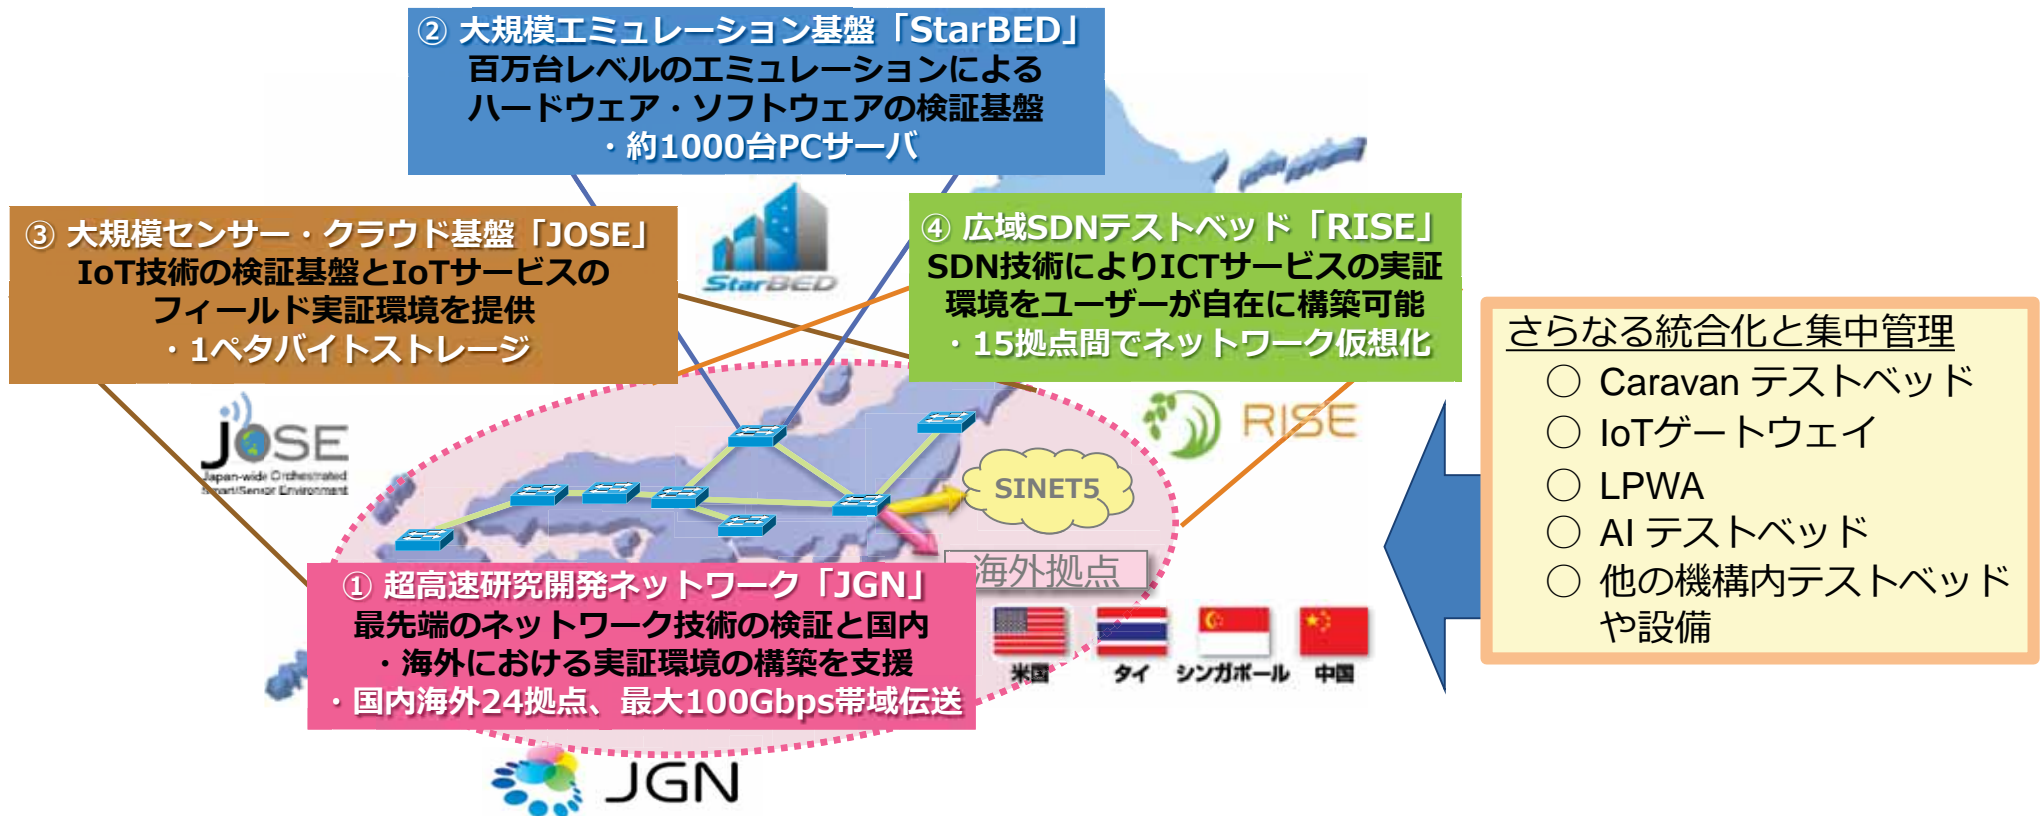 ② 大規模エミュレーション基盤「StarBED」
百万台レベルのエミュレーションによる
ハードウェア・ソフトウェアの検証基盤
・約1000台PCサーバ
StarBED
③ 大規模センサー・クラウド基盤「JOSE」
IoT技術の検証基盤とIoTサービスの
フィールド実証環境を提供
・1ペタバイトストレージ
JOSE
Japan-wide Orchestrated
Smart/Sensor Environment
④ 広域SDNテストベッド「RISE」
SDN技術によりICTサービスの実証
環境をユーザーが自在に構築可能
・15拠点間でネットワーク仮想化
RISE
SINET5
海外拠点
米国
タイ
シンガポール
中国
① 超高速研究開発ネットワーク「JGN」
最先端のネットワーク技術の検証と国内
・海外における実証環境の構築を支援
・国内海外24拠点、最大100Gbps帯域伝送
JGN
さらなる統合化と集中管理
○ Caravan テストベッド
○ IoTゲートウェイ
○ LPWA
○ AI テストベッド
○ 他の機構内テストベッド
や設備